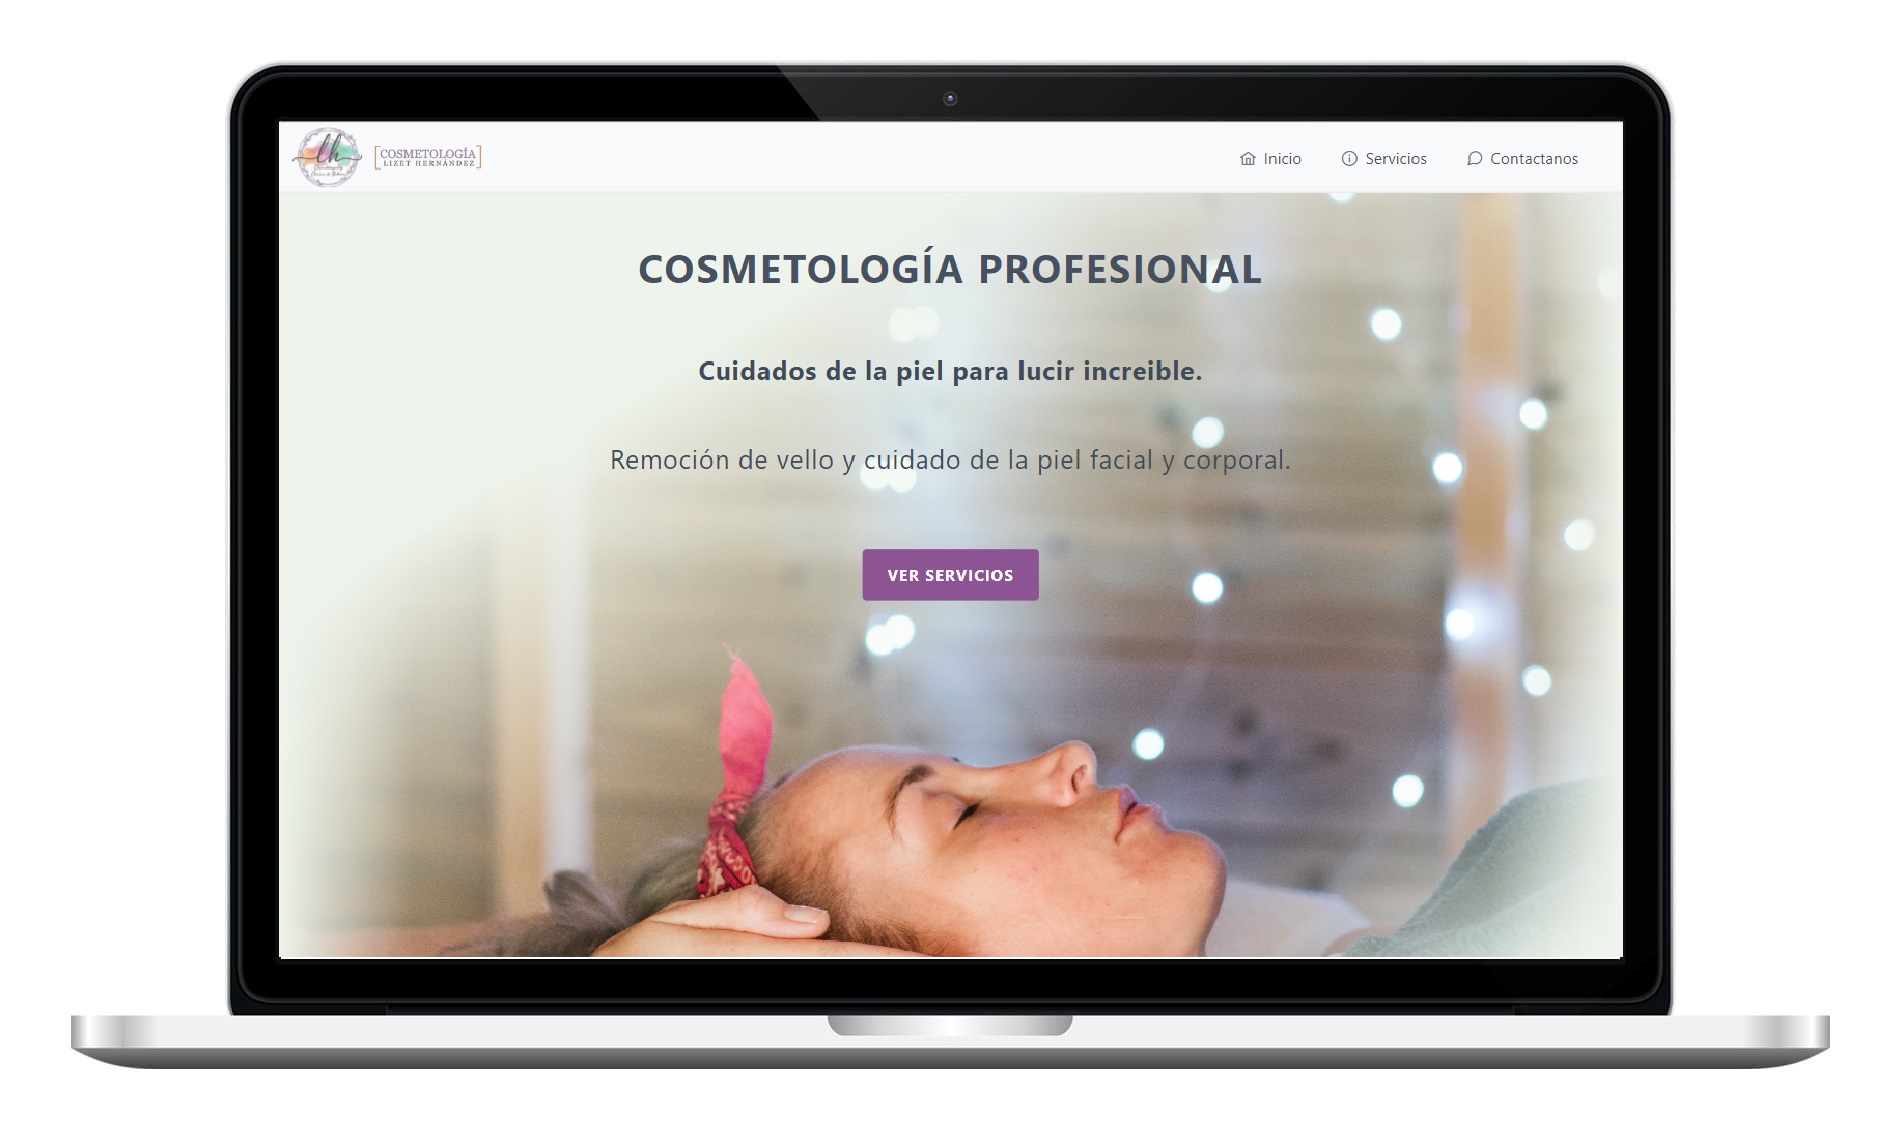 lh
COSMETOLOGÍA
LIZET HERNÁNDEZ
Inicio
Servicios
Contactanos
COSMETOLOGÍA PROFESIONAL
Cuidados de la piel para lucir increible.
Remoción de vello y cuidado de la piel facial y corporal.
VER SERVICIOS